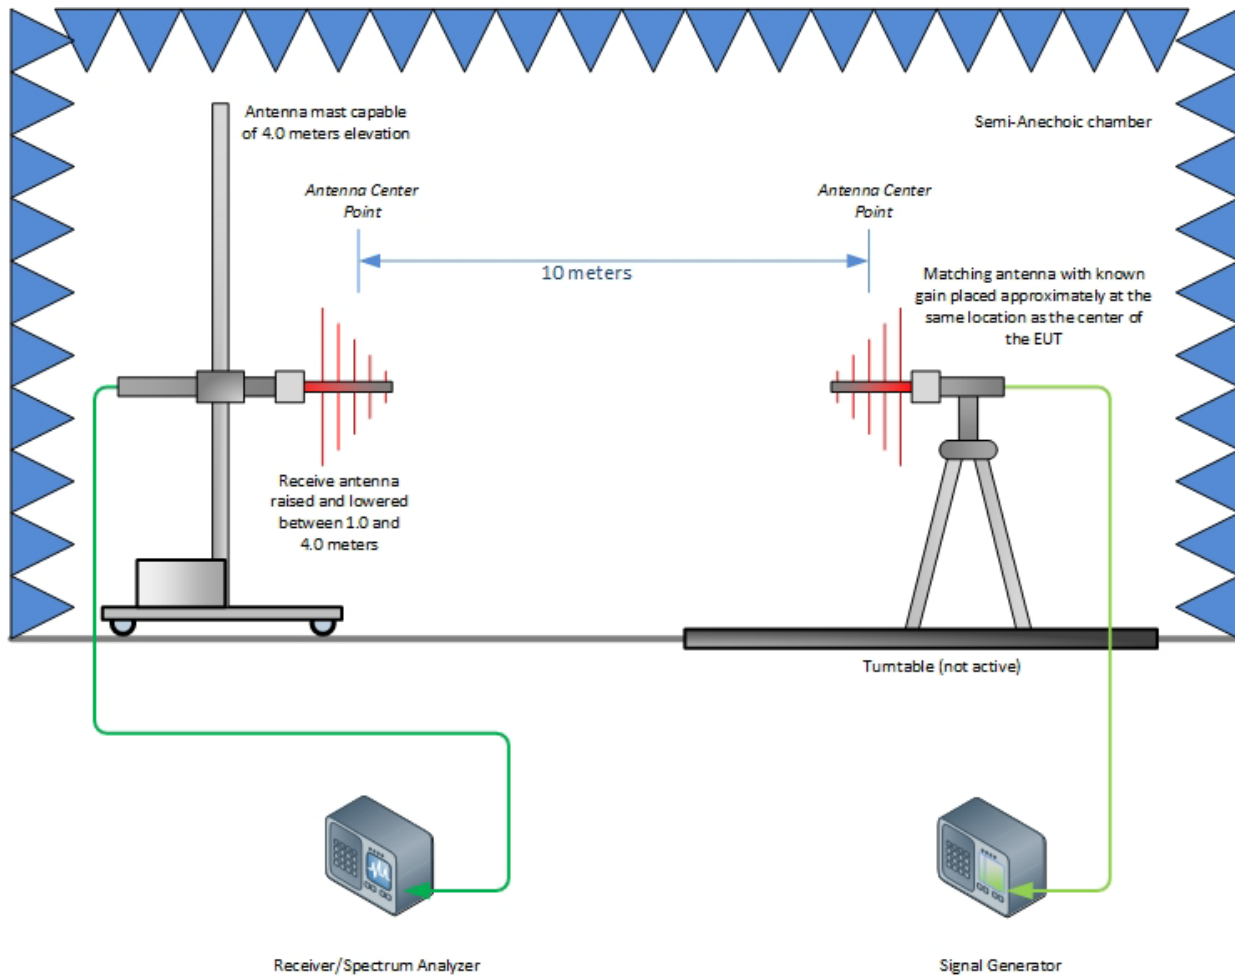 Antenna mast capable
of 4.0 meters elevation
Semi-Anechoic chamber
Antenna Center
Point
Antenna Center
Point
10 meters
Matching antenna with known
gain placed approximately at the
same location as the center of
the EUT
Receive antenna
raised and lowered
between 1.0 and
4.0 meters
Turntable (not active)
Receiver/Spectrum Analyzer
Signal Generator